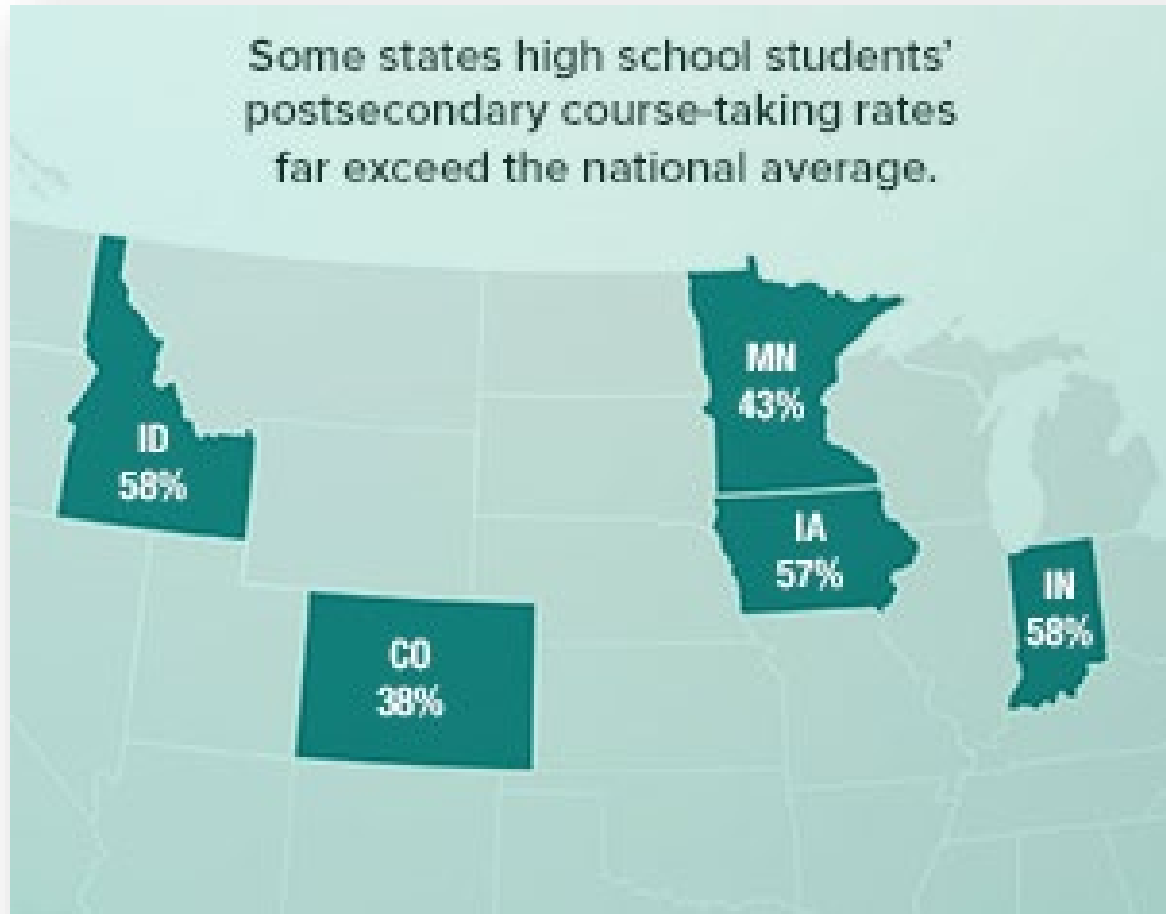 Some states high school students'
postsecondary course-taking rates
far exceed the national average.
MN
43%
ID
58%
IA
57%
IN
58%
CO
38%